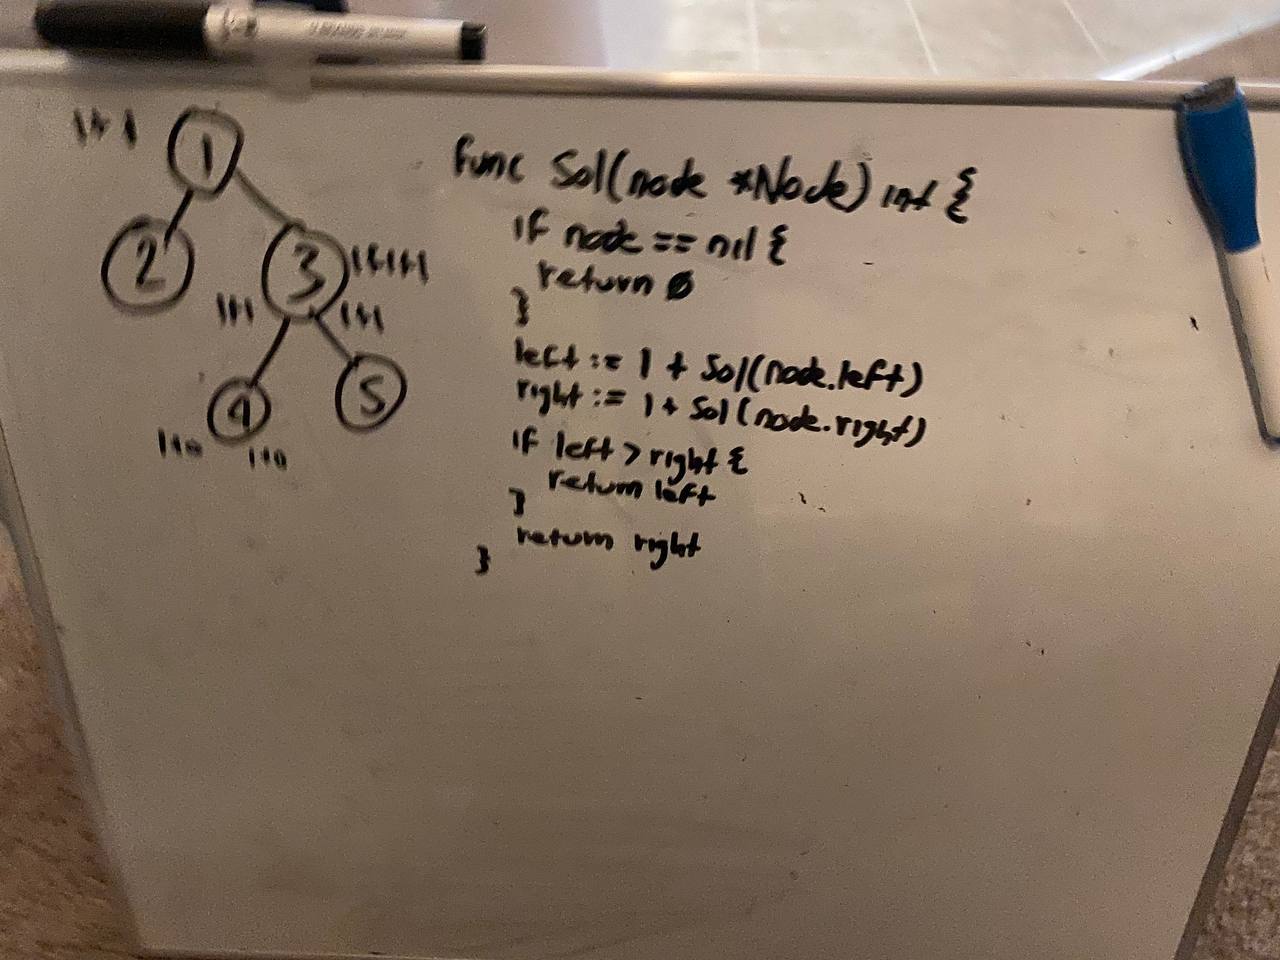 1+1
1
2
3
1+1+1
1+1
1+1
4
5
1+0
1+0
func Sol(node *Node) int {
if node == nil {
return 0
}
left := 1 + Sol(node.left)
right := 1 + Sol(node.right)
if left > right {
return left
}
return right
}